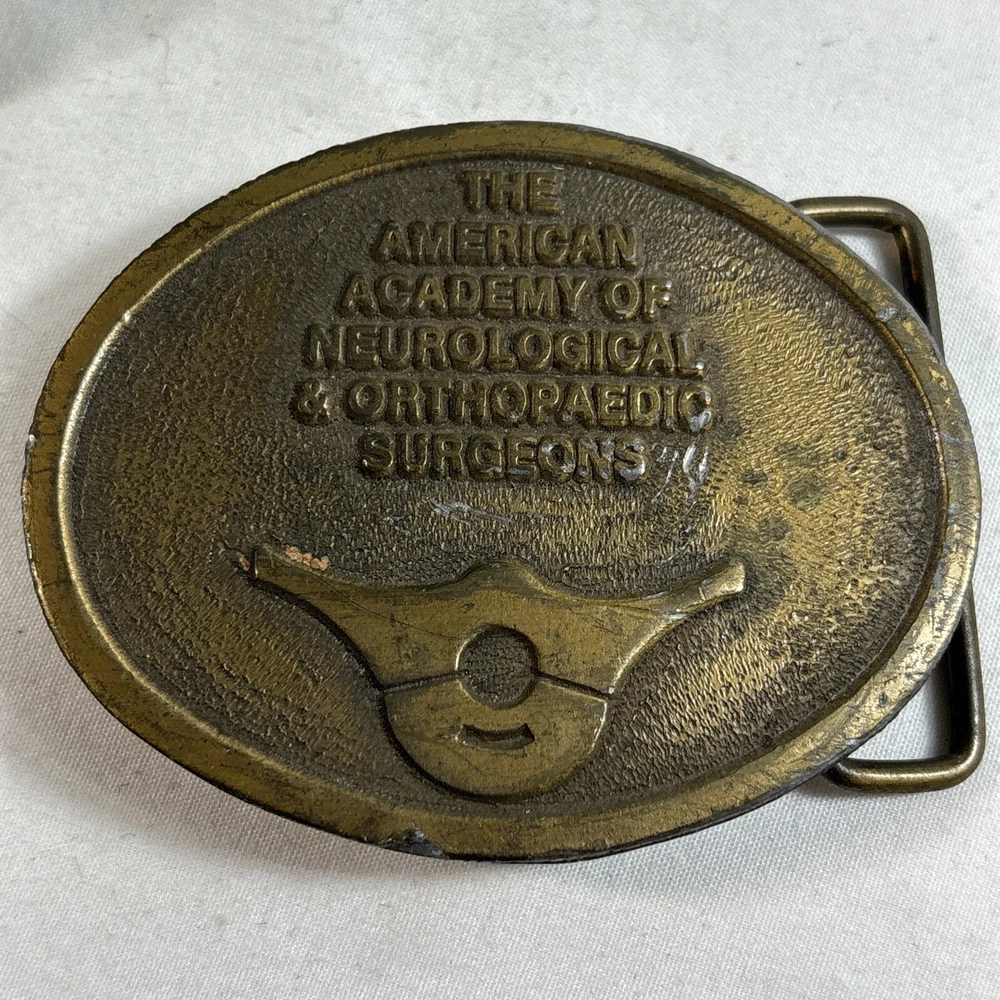 THE
AMERICAN
ACADEMY OF
NEUROLOGICAL
& ORTHOPAEDIC
SURGEONS